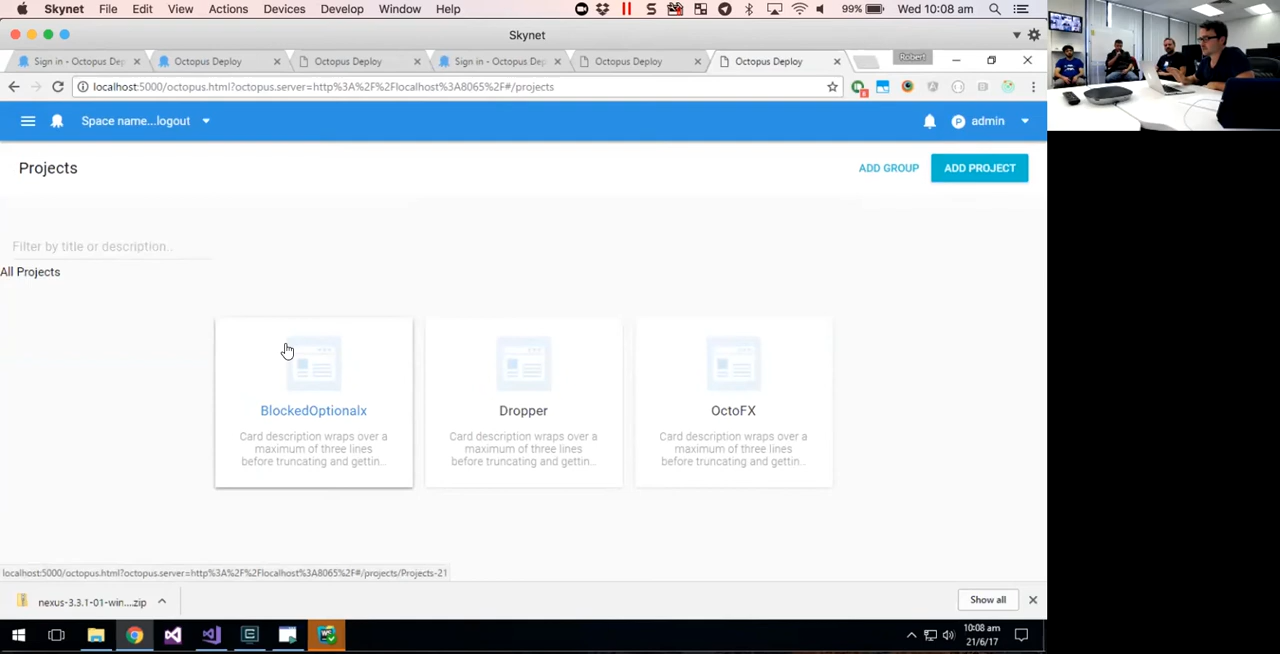 Skynet File Edit View Actions Devices Develop Window Help
99% Wed 10:08 am
Skynet
Sign in - Octopus Dep
Octopus Deploy
Octopus Deploy
Sign in - Octopus Dep
Octopus Deploy
Octopus Deploy
Robert
localhost:5000/octopus.html?octopus.server=http%3A%2F%2Flocalhost%3A8065%2F#/projects
Space name...logout
admin
Projects
ADD GROUP
ADD PROJECT
Filter by title or description..
All Projects
BlockedOptionalx
Card description wraps over a
maximum of three lines
before truncating and gettin...
Dropper
Card description wraps over a
maximum of three lines
before truncating and gettin...
OctoFX
Card description wraps over a
maximum of three lines
before truncating and gettin...
localhost:5000/octopus.html?octopus.server=http%3A%2F%2Flocalhost%3A8065%2F#/projects/Projects-21
nexus-3.3.1-01-win....zip
Show all
10:08 am
21/6/17